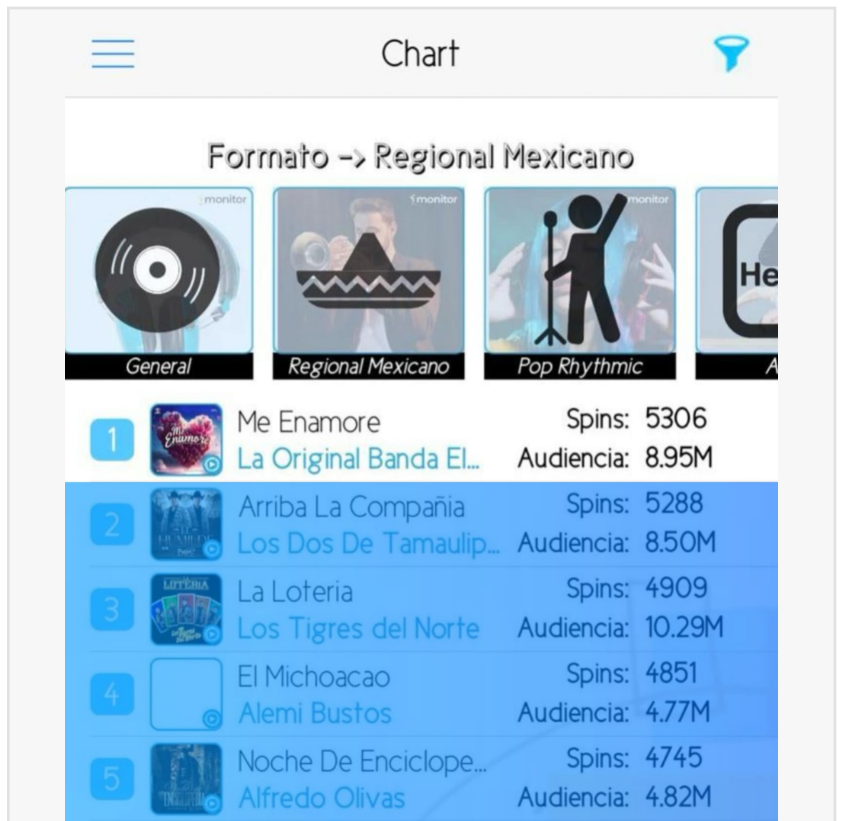 Chart
Formato -> Regional Mexicano
monitor
monitor
monitor
He
General
Regional Mexicano
Pop Rhythmic
A
1
Mi Enamore
Me Enamore
Spins: 5306
La Original Banda El...
Audiencia: 8.95M
2
Arriba La Compañia
Spins: 5288
Los Dos De Tamaulip...
Audiencia: 8.50M
3
LOTERIA
La Loteria
Spins: 4909
Los Tigres del Norte
Audiencia: 10.29M
4
El Michoacao
Spins: 4851
Alemi Bustos
Audiencia: 4.77M
5
Noche De Enciclope...
Spins: 4745
Alfredo Olivas
Audiencia: 4.82M